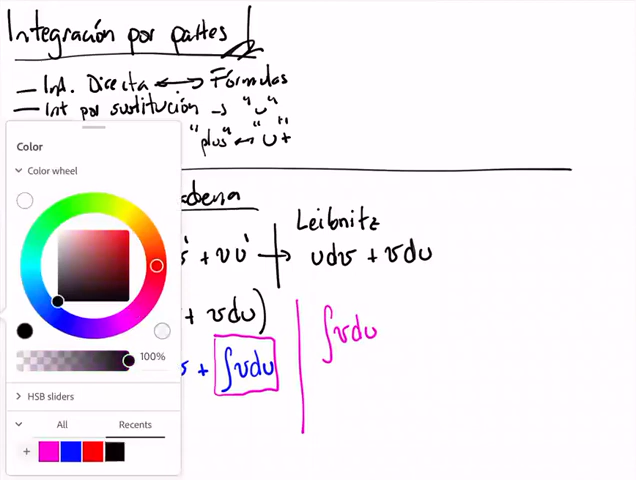 Integración por partes
— Int. Directa ↔ Fórmulas
— Int por sustitución → "u"
"plus" ← "u"+
Color
Color wheel
Leibnitz
+ vu' → udv + vdu
+ vdu)
∫vdu
+ ∫vdu
100%
HSB sliders
All Recents